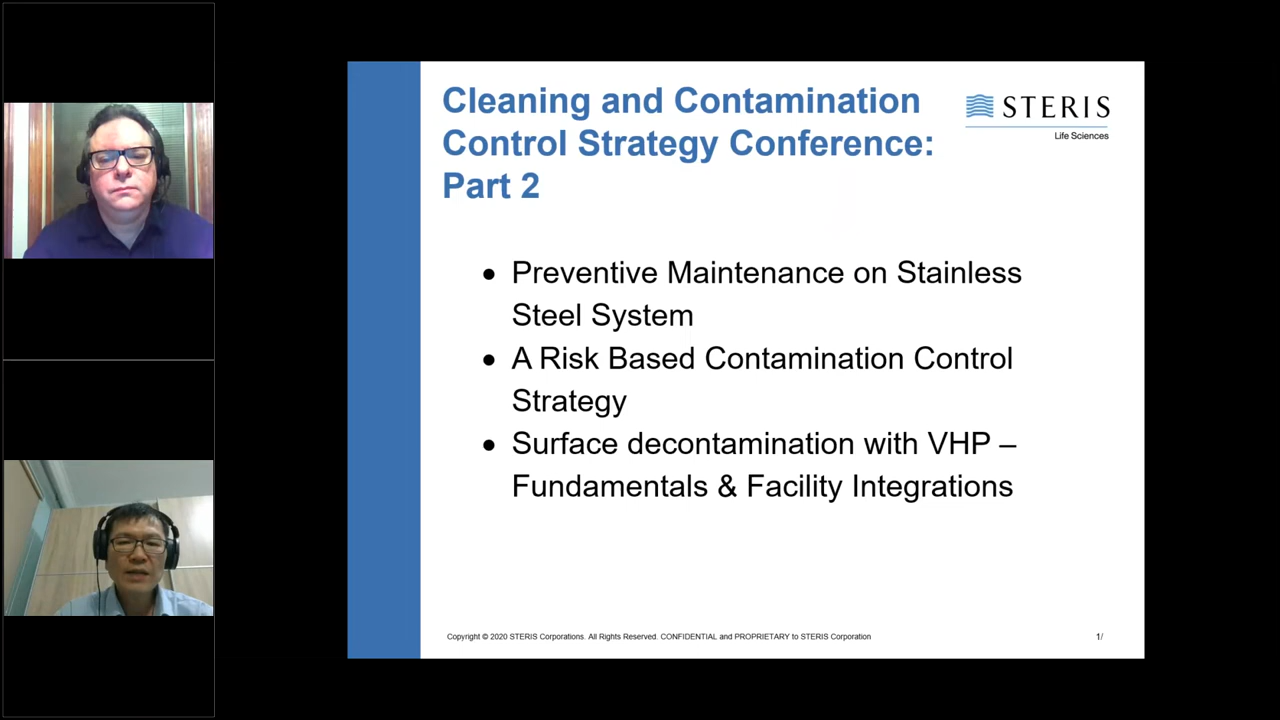 Cleaning and Contamination
Control Strategy Conference:
Part 2
STERIS
Life Sciences
• Preventive Maintenance on Stainless
Steel System
• A Risk Based Contamination Control
Strategy
• Surface decontamination with VHP –
Fundamentals & Facility Integrations
Copyright © 2020 STERIS Corporations. All Rights Reserved. CONFIDENTIAL and PROPRIETARY to STERIS Corporation
1/